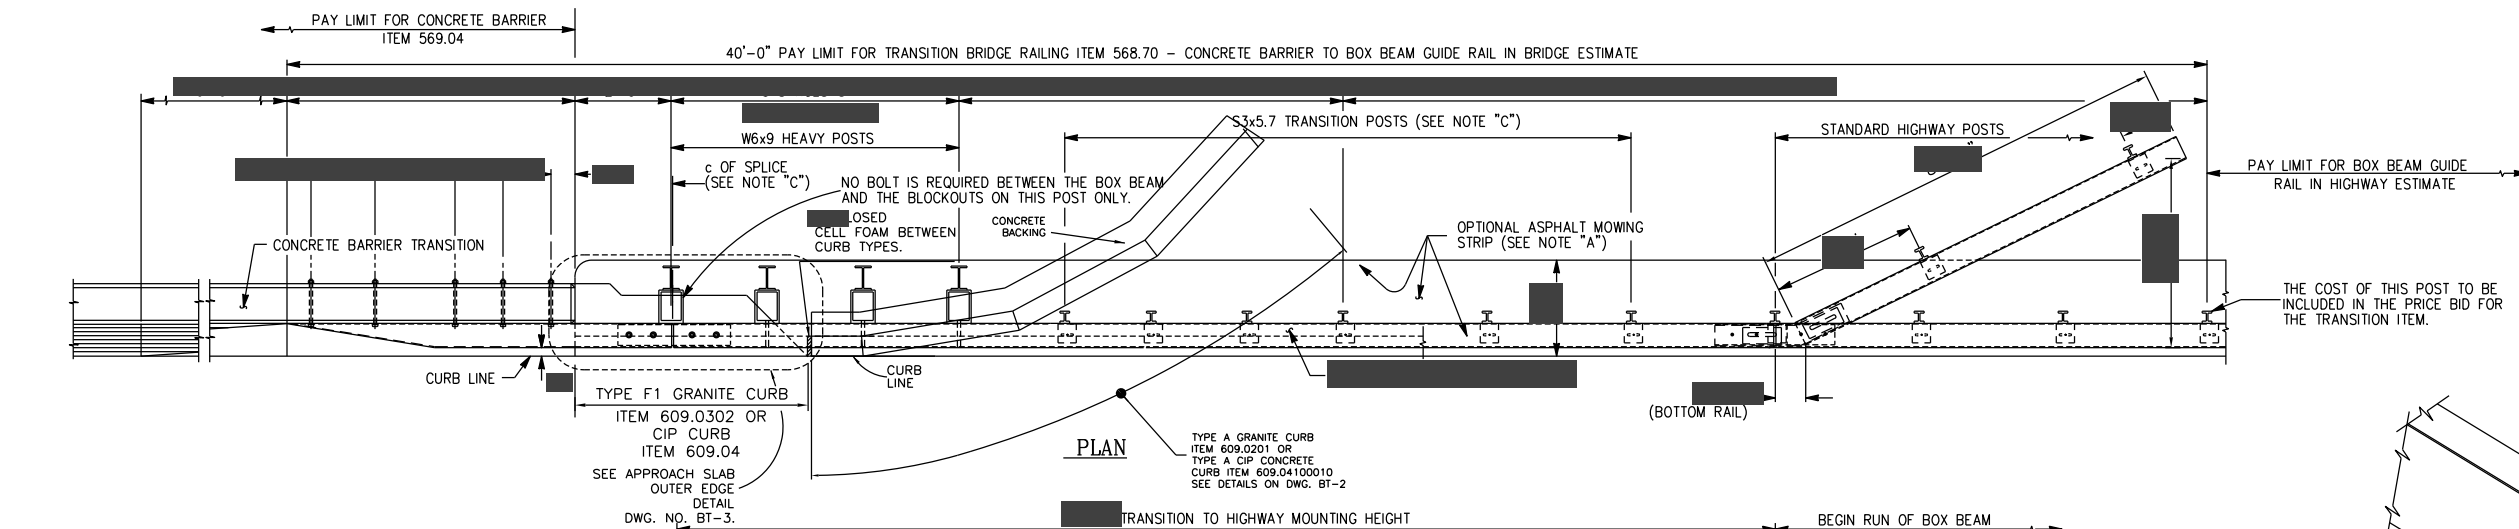 PAY LIMIT FOR CONCRETE BARRIER
ITEM 569.04
40'-0" PAY LIMIT FOR TRANSITION BRIDGE RAILING ITEM 568.70 - CONCRETE BARRIER TO BOX BEAM GUIDE RAIL IN BRIDGE ESTIMATE
W6x9 HEAVY POSTS
S3x5.7 TRANSITION POSTS (SEE NOTE "C")
STANDARD HIGHWAY POSTS
c OF SPLICE
(SEE NOTE "C")
NO BOLT IS REQUIRED BETWEEN THE BOX BEAM
AND THE BLOCKOUTS ON THIS POST ONLY.
PAY LIMIT FOR BOX BEAM GUIDE
RAIL IN HIGHWAY ESTIMATE
LOSED
CELL FOAM BETWEEN
CURB TYPES.
CONCRETE
BACKING
OPTIONAL ASPHALT MOWING
STRIP (SEE NOTE "A")
CONCRETE BARRIER TRANSITION
THE COST OF THIS POST TO BE
INCLUDED IN THE PRICE BID FOR
THE TRANSITION ITEM.
CURB LINE
CURB
LINE
TYPE F1 GRANITE CURB
ITEM 609.0302 OR
CIP CURB
ITEM 609.04
(BOTTOM RAIL)
PLAN
TYPE A GRANITE CURB
ITEM 609.0201 OR
TYPE A CIP CONCRETE
CURB ITEM 609.04100010
SEE DETAILS ON DWG. BT-2
SEE APPROACH SLAB
OUTER EDGE
DETAIL
DWG. NO. BT-3.
TRANSITION TO HIGHWAY MOUNTING HEIGHT
BEGIN RUN OF BOX BEAM